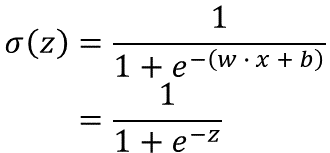 σ(z) = 1 / (1 + e^{−(w · x + b)})
= 1 / (1 + e^{−z})